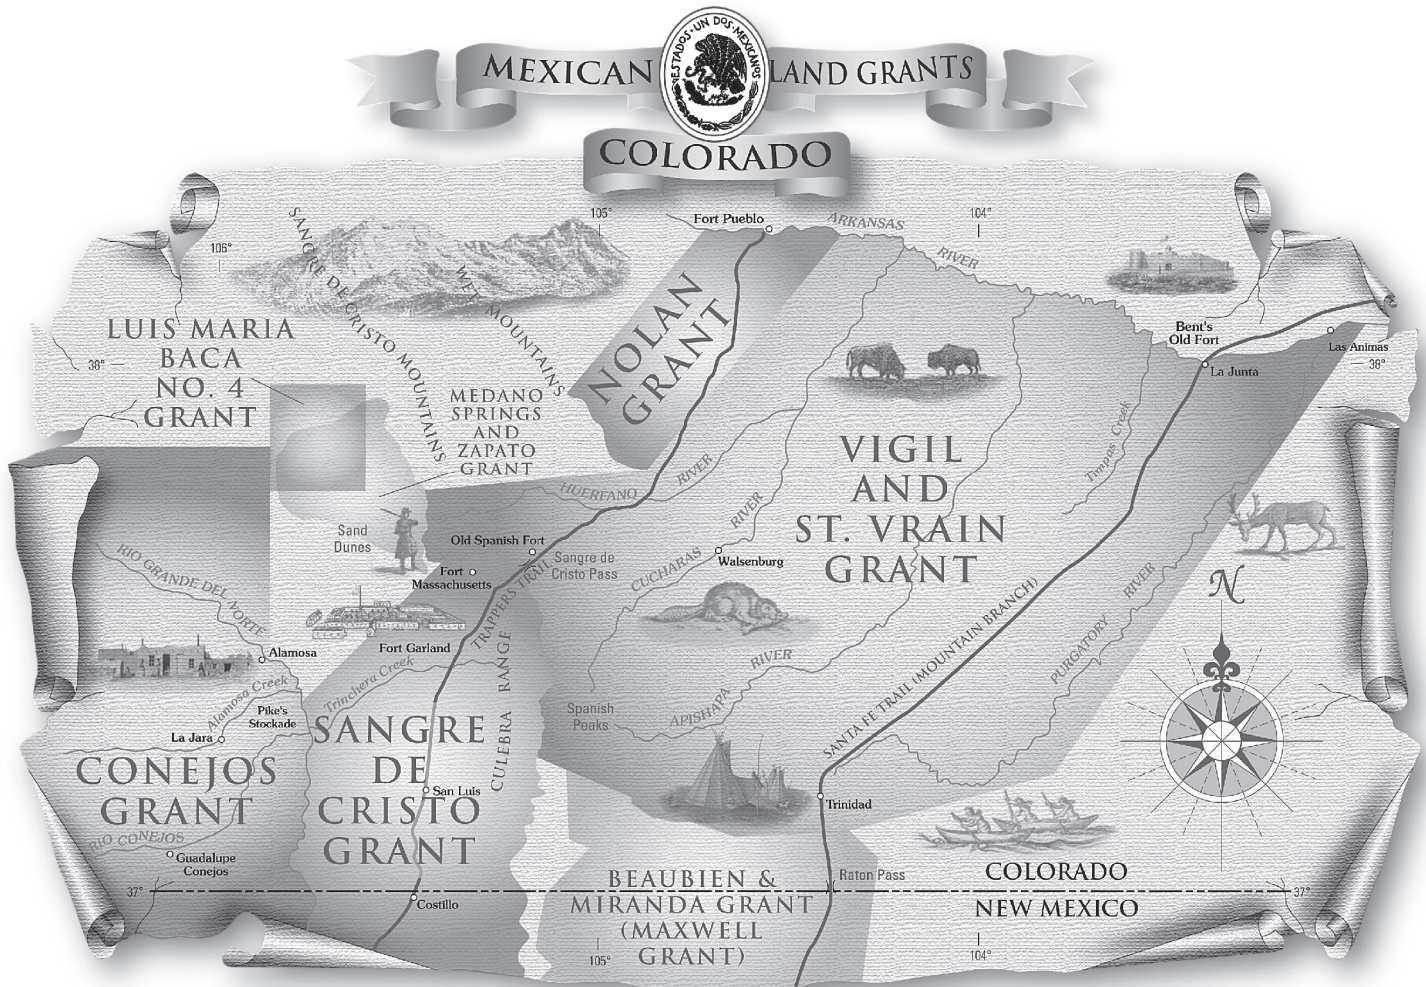 MEXICAN LAND GRANTS
ESTADOS·UN DOS·MEXICANOS
COLORADO
105°
Fort Pueblo
ARKANSAS
RIVER
104°
106°
SANGRE DE CRISTO MOUNTAINS
WET MOUNTAINS
NOLAN
GRANT
LUIS MARIA
BACA
NO. 4
GRANT
38°
Bent's
Old Fort
Las Animas
38°
La Junta
MEDANO
SPRINGS
AND
ZAPATO
GRANT
VIGIL
AND
ST. VRAIN
GRANT
Timpas Creek
HUERFANO
RIVER
CUCHARAS
RIVER
Sand
Dunes
Old Spanish Fort
Sangre de
Cristo Pass
Walsenburg
Fort
Massachusetts
TRAPPERS TRAIL
RIO GRANDE DEL NORTE
Fort Garland
Alamosa
Trinchera Creek
Alamosa Creek
Pike's
Stockade
La Jara
CULEBRA RANGE
Spanish
Peaks
APISHAPA
RIVER
SANTA FE TRAIL (MOUNTAIN BRANCH)
PURGATORY
RIVER
N
CONEJOS
GRANT
SANGRE
DE
CRISTO
GRANT
San Luis
Trinidad
RIO CONEJOS
Guadalupe
Conejos
37°
Costillo
BEAUBIEN &
MIRANDA GRANT
(MAXWELL
GRANT)
Raton Pass
COLORADO
NEW MEXICO
37°
105°
104°